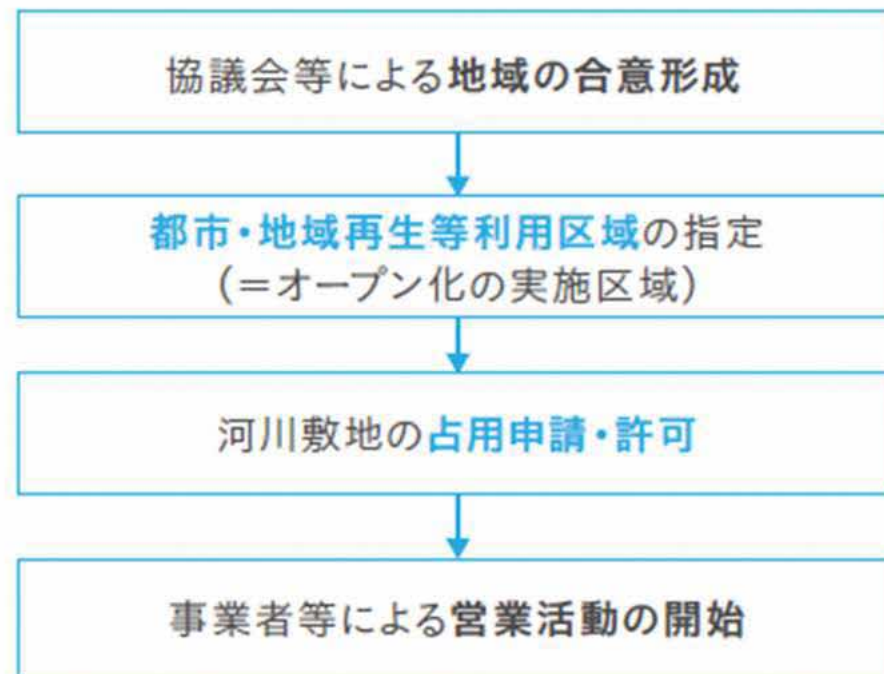 協議会等による地域の合意形成
都市・地域再生等利用区域の指定
(=オープン化の実施区域)
河川敷地の占用申請・許可
事業者等による営業活動の開始